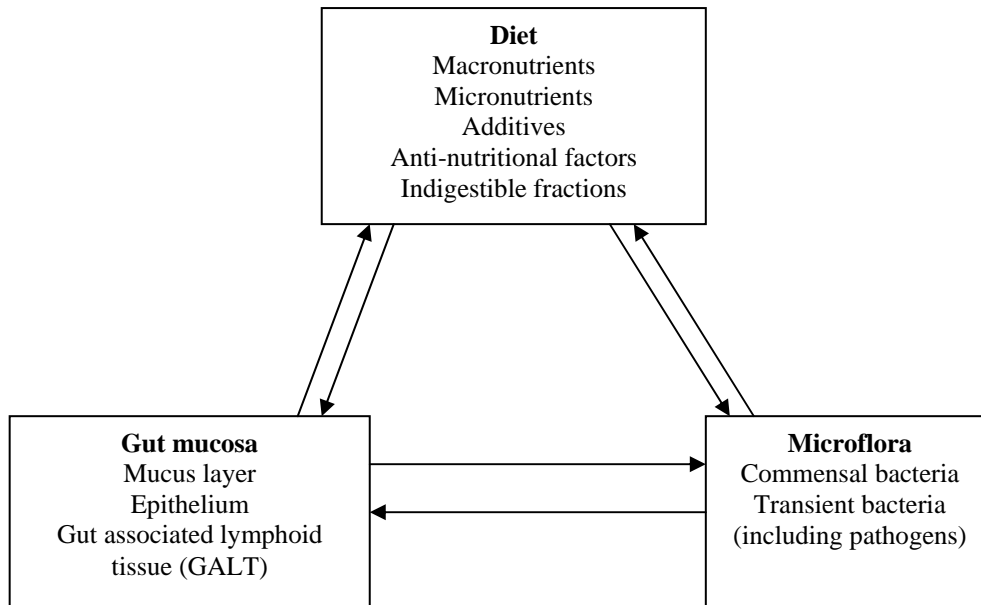 Diet
Macronutrients
Micronutrients
Additives
Anti-nutritional factors
Indigestible fractions
Gut mucosa
Mucus layer
Epithelium
Gut associated lymphoid
tissue (GALT)
Microflora
Commensal bacteria
Transient bacteria
(including pathogens)